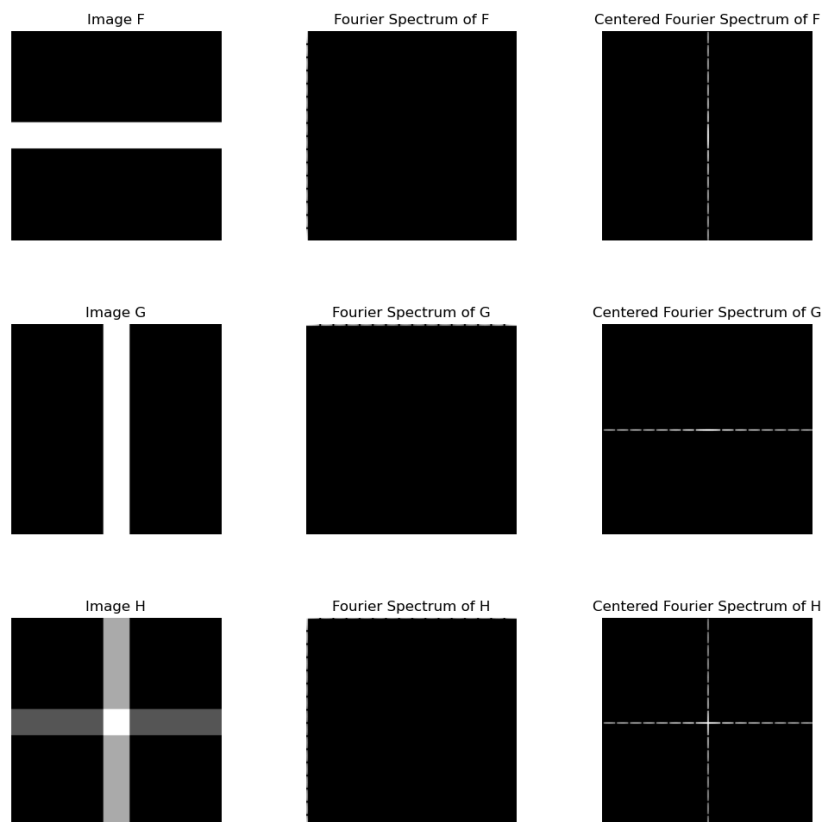 Image F
Fourier Spectrum of F
Centered Fourier Spectrum of F
Image G
Fourier Spectrum of G
Centered Fourier Spectrum of G
Image H
Fourier Spectrum of H
Centered Fourier Spectrum of H